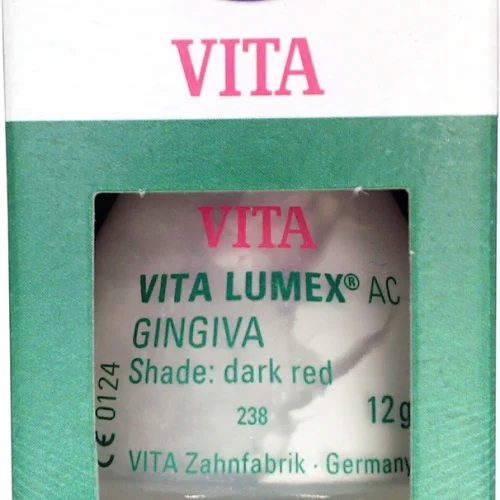 VITA
VITA
VITA LUMEX® AC
GINGIVA
Shade: dark red
238 12g
VITA Zahnfabrik · Germany
CE 0124